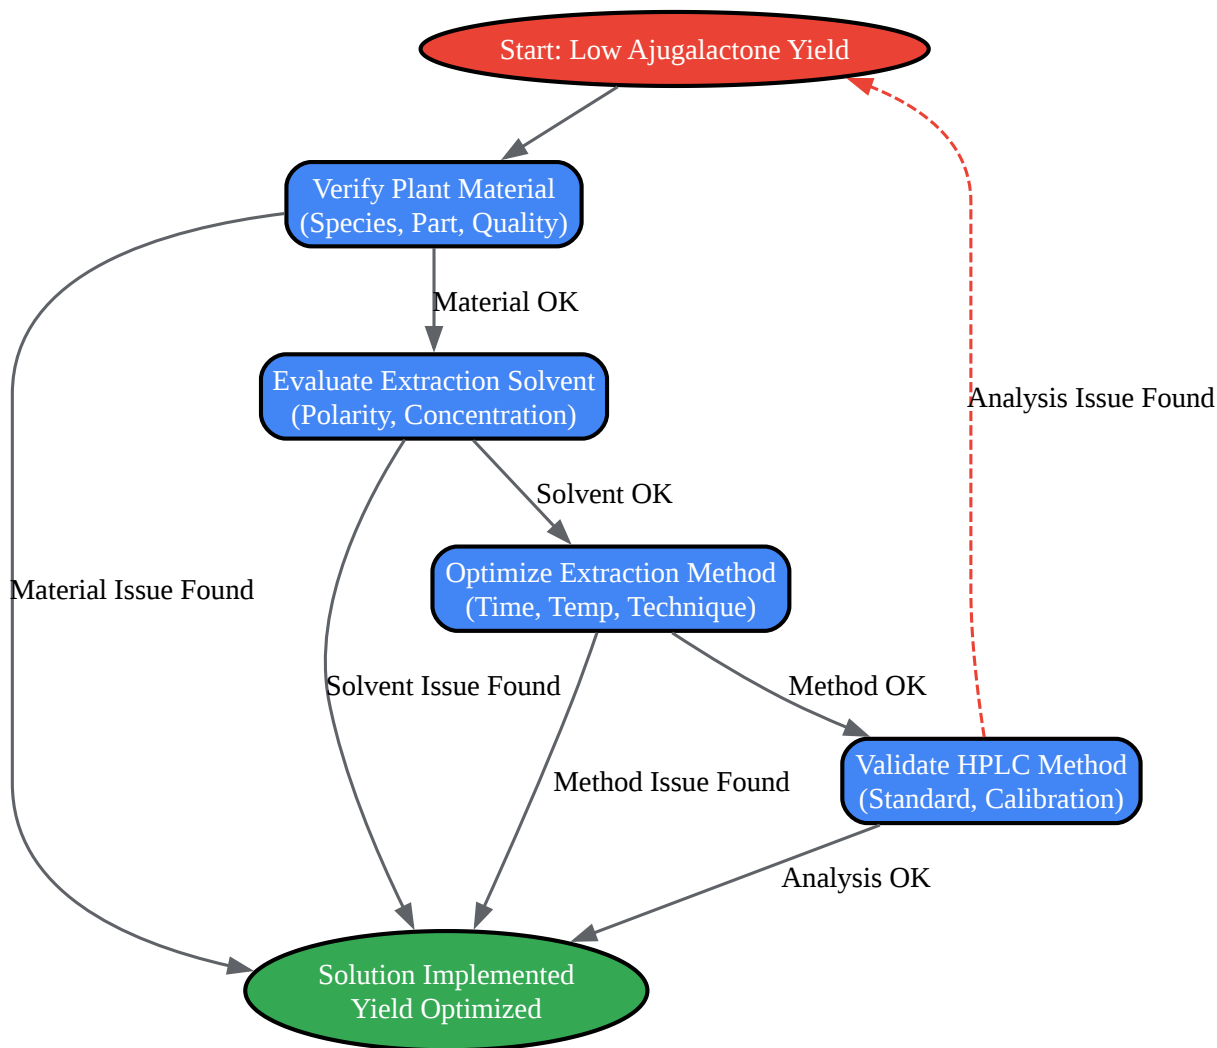 Start: Low Ajugalactone Yield
Verify Plant Material
(Species, Part, Quality)
Material OK
Evaluate Extraction Solvent
(Polarity, Concentration)
Analysis Issue Found
Solvent OK
Optimize Extraction Method
(Time, Temp, Technique)
Material Issue Found
Solvent Issue Found
Method OK
Validate HPLC Method
(Standard, Calibration)
Method Issue Found
Analysis OK
Solution Implemented
Yield Optimized